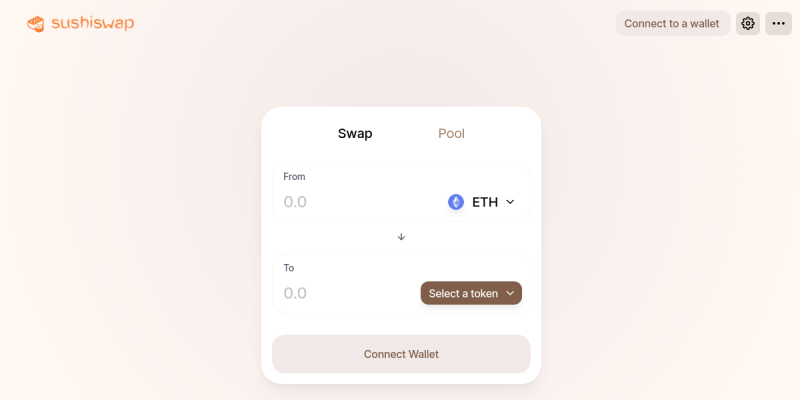 sushiswap
Connect to a wallet
Swap
Pool
From
0.0
ETH
To
0.0
Select a token
Connect Wallet